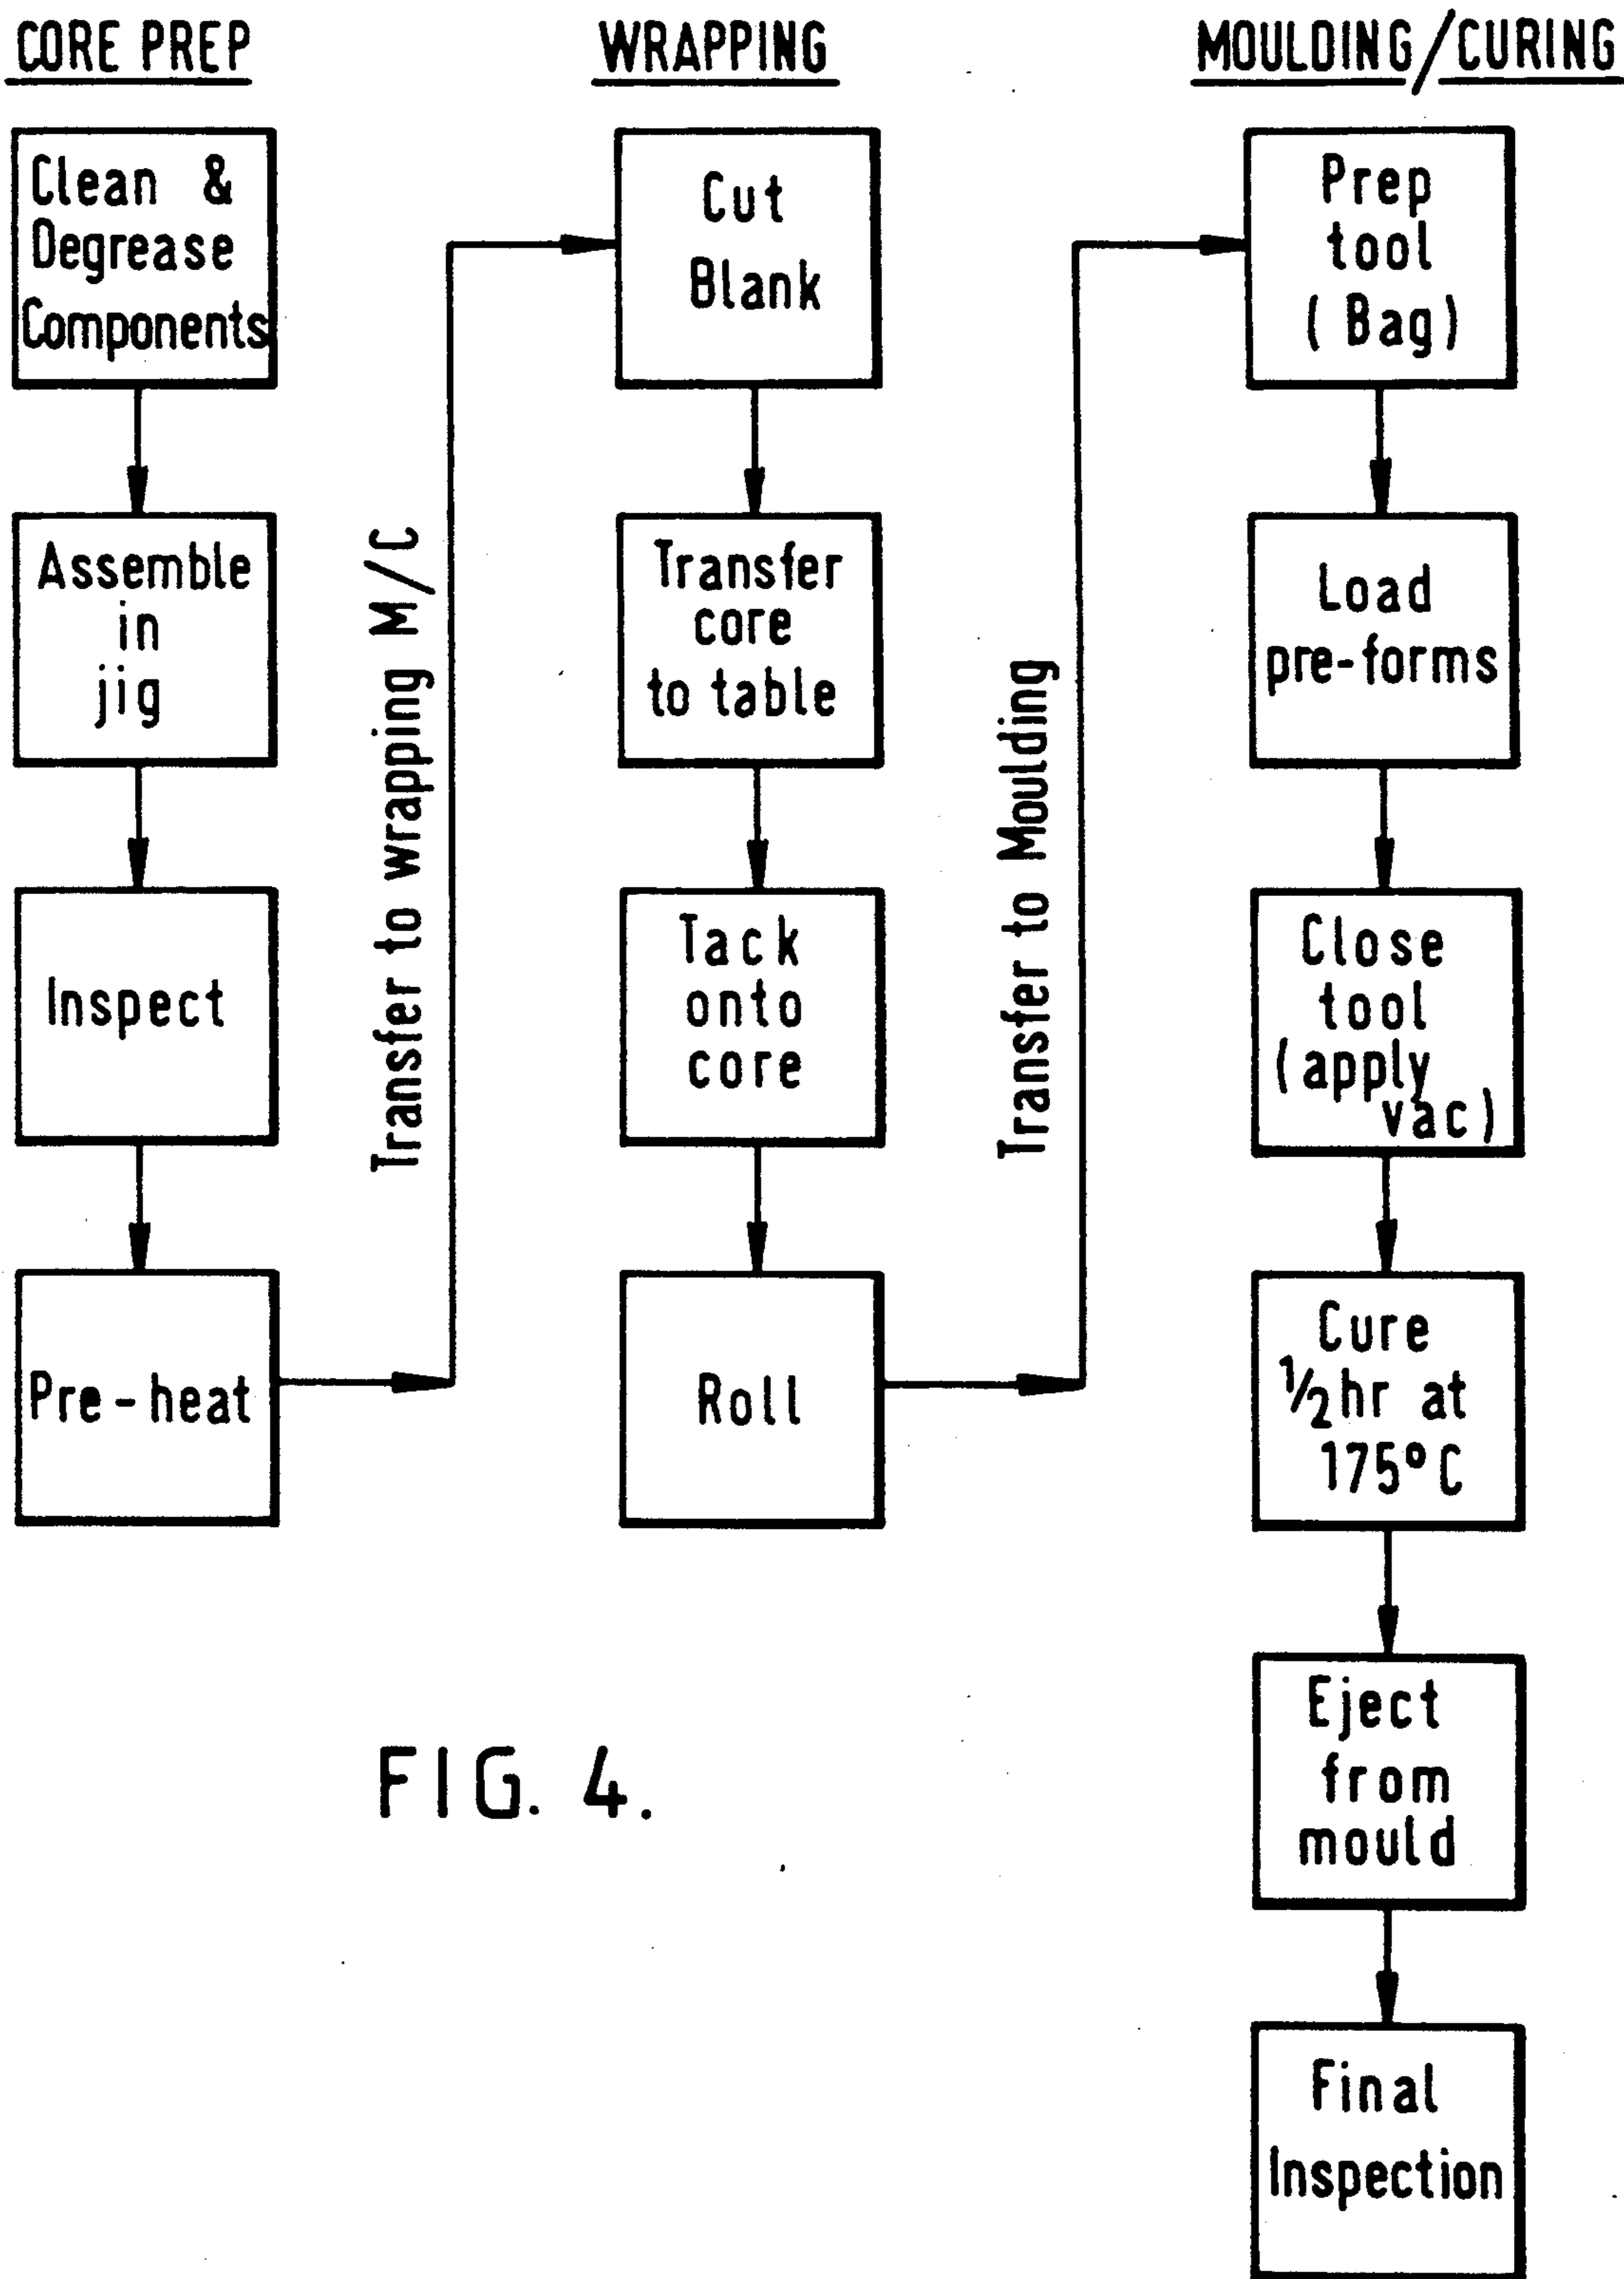 CORE PREP
Clean &
Degrease
Components
Assemble
in
jig
Inspect
Pre-heat
Transfer to wrapping M/C
WRAPPING
Cut
Blank
Transfer
core
to table
Tack
onto
core
Roll
Transfer to Moulding
MOULDING/CURING
Prep
tool
(Bag)
Load
pre-forms
Close
tool
(apply
vac)
Cure
½hr at
175°C
Eject
from
mould
Final
Inspection
FIG. 4.